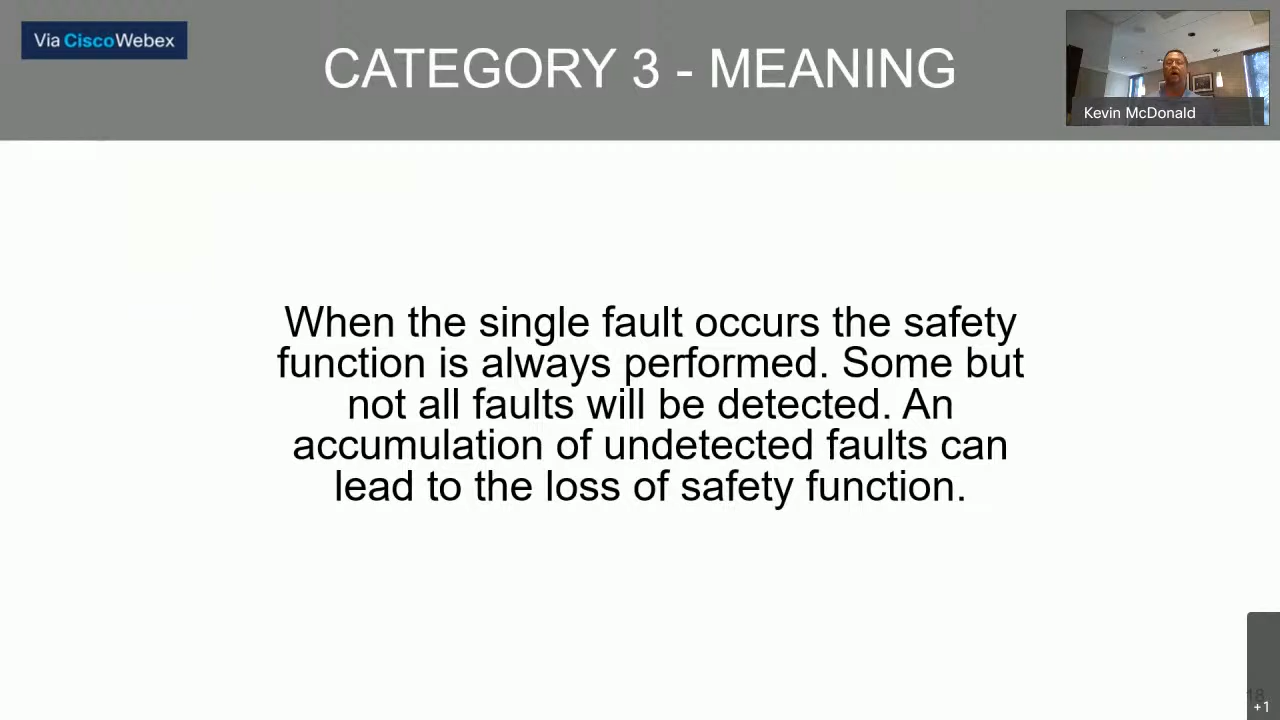 Via CiscoWebex
CATEGORY 3 - MEANING
Kevin McDonald
When the single fault occurs the safety
function is always performed. Some but
not all faults will be detected. An
accumulation of undetected faults can
lead to the loss of safety function.
18
+1